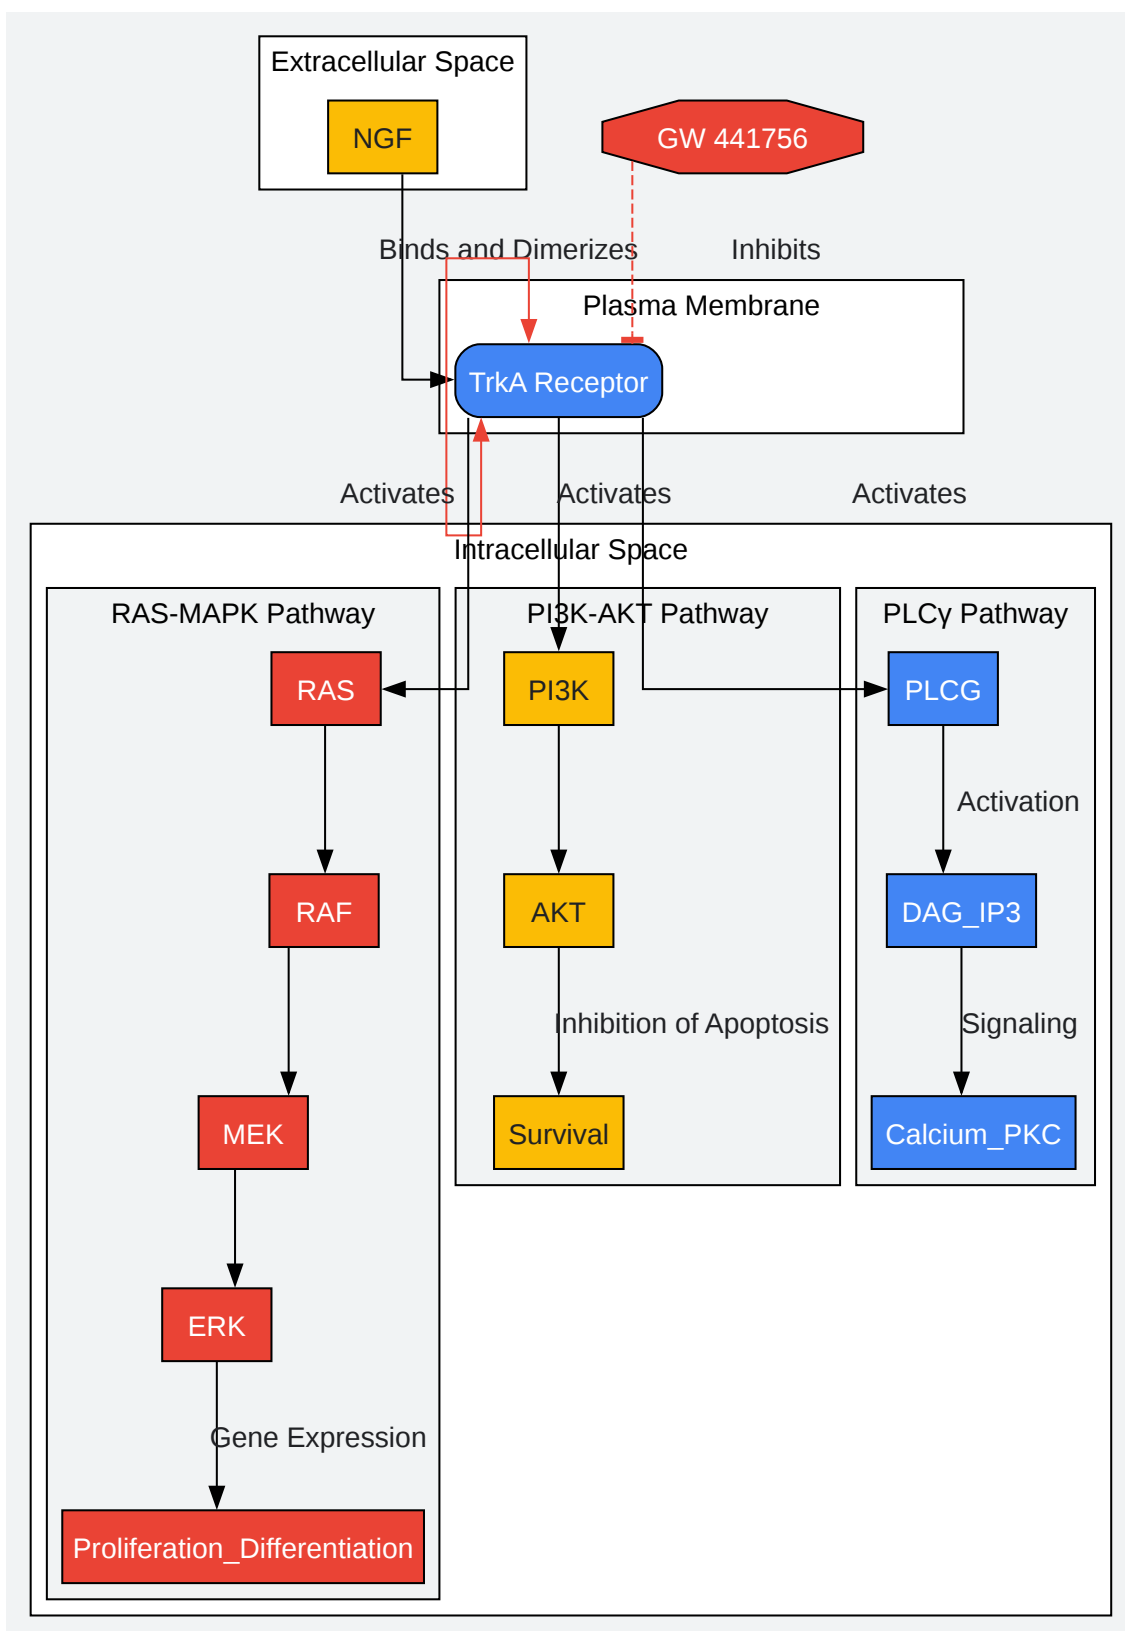 Extracellular Space
NGF
GW 441756
Binds and Dimerizes
Inhibits
Plasma Membrane
TrkA Receptor
Activates
Activates
Activates
Intracellular Space
RAS-MAPK Pathway
PI3K-AKT Pathway
PLCγ Pathway
RAS
PI3K
PLCG
Activation
RAF
AKT
DAG_IP3
Inhibition of Apoptosis
Signaling
MEK
Survival
Calcium_PKC
ERK
Gene Expression
Proliferation_Differentiation